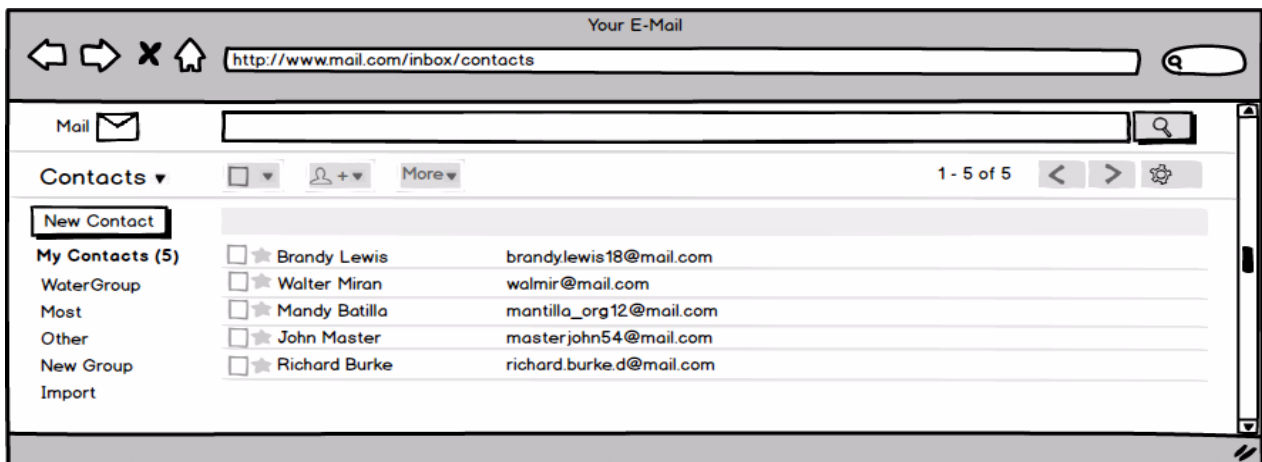 Your E-Mail
http://www.mail.com/inbox/contacts
Mail
Contacts More 1 - 5 of 5
New Contact
My Contacts (5)
Brandy Lewis brandy.lewis18@mail.com
WaterGroup
Walter Miran walmir@mail.com
Most
Mandy Batilla mantilla_org12@mail.com
Other
John Master masterjohn54@mail.com
New Group
Richard Burke richard.burke.d@mail.com
Import